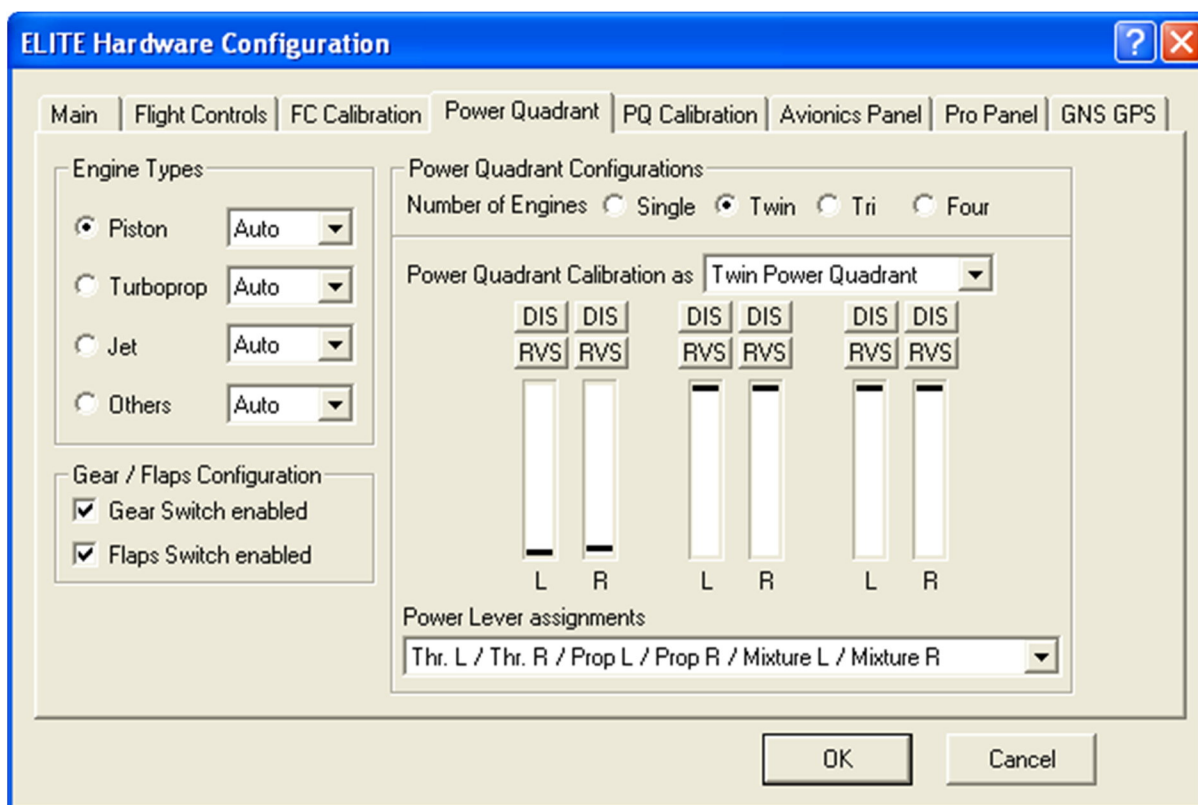 ELITE Hardware Configuration
Main Flight Controls FC Calibration Power Quadrant PQ Calibration Avionics Panel Pro Panel GNS GPS
Engine Types
Piston Auto
Turboprop Auto
Jet Auto
Others Auto
Gear / Flaps Configuration
Gear Switch enabled
Flaps Switch enabled
Power Quadrant Configurations
Number of Engines Single Twin Tri Four
Power Quadrant Calibration as Twin Power Quadrant
DIS DIS DIS DIS DIS DIS
RVS RVS RVS RVS RVS RVS
L R L R L R
Power Lever assignments
Thr. L / Thr. R / Prop L / Prop R / Mixture L / Mixture R
OK Cancel